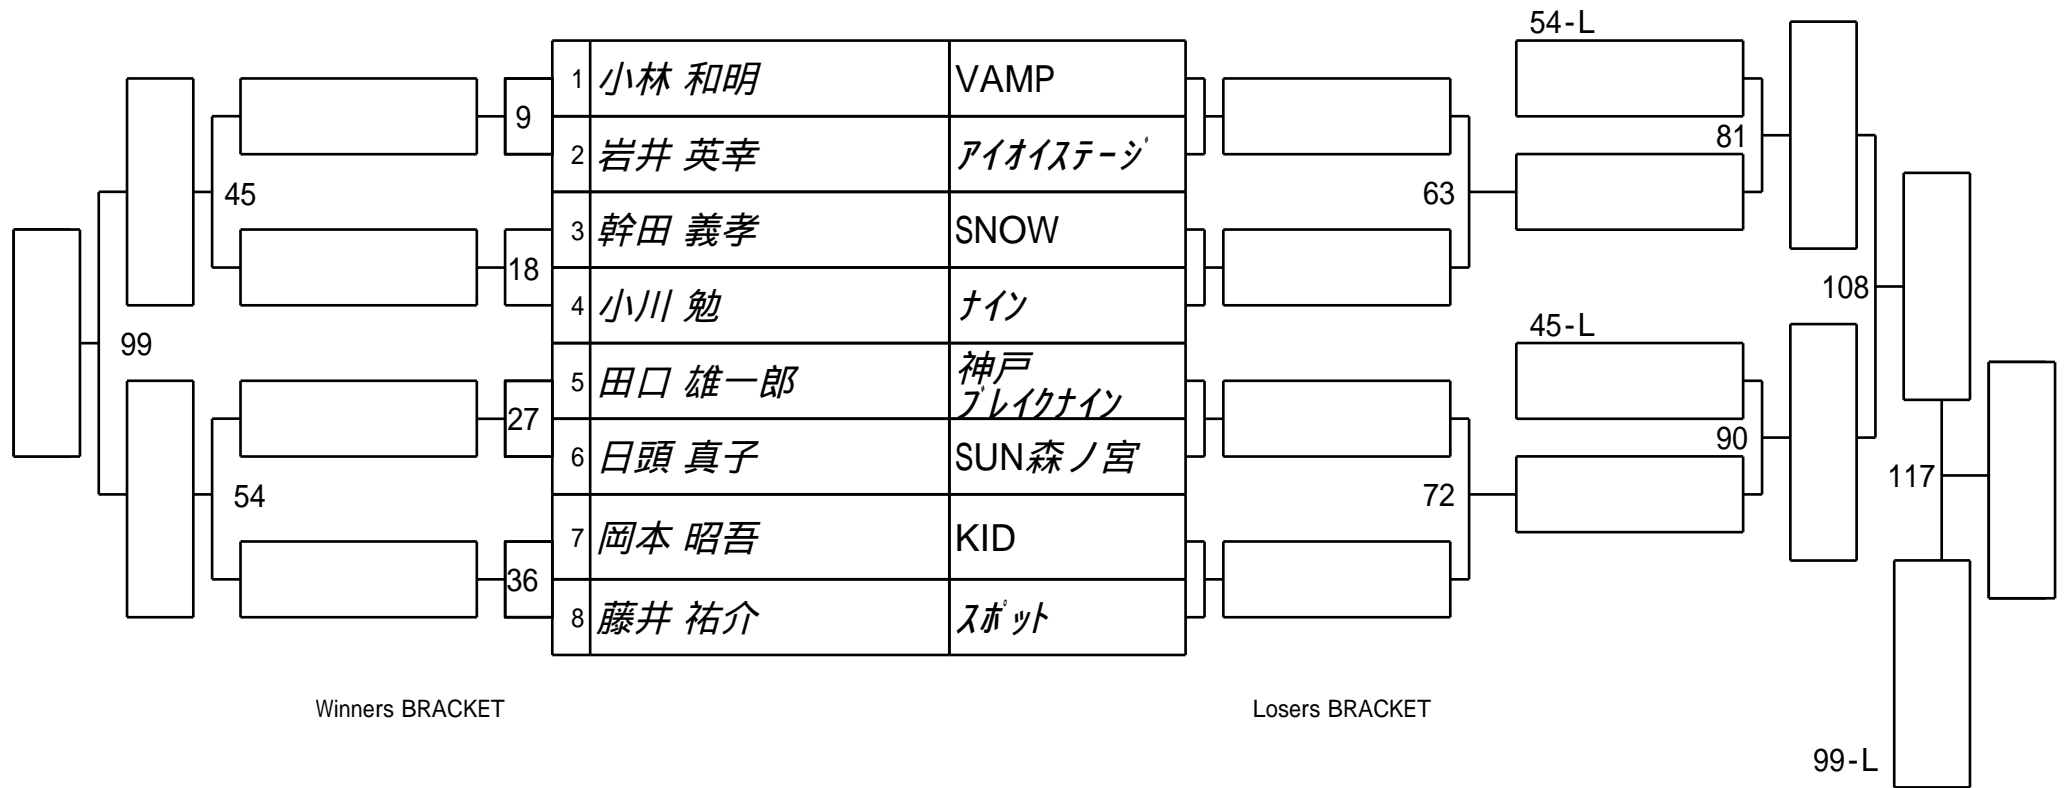 54-L
1 小林 和明 VAMP
9
81
2 岩井 英幸 アイオイステージ
45
63
3 幹田 義孝 SNOW
18
108
4 小川 勉 ナイン
45-L
99
5 田口 雄一郎 神戸
ブレイクナイン
27
90
6 日頭 真子 SUN森ノ宮
117
54
72
7 岡本 昭吾 KID
36
8 藤井 祐介 スポット
Winners BRACKET
Losers BRACKET
99-L